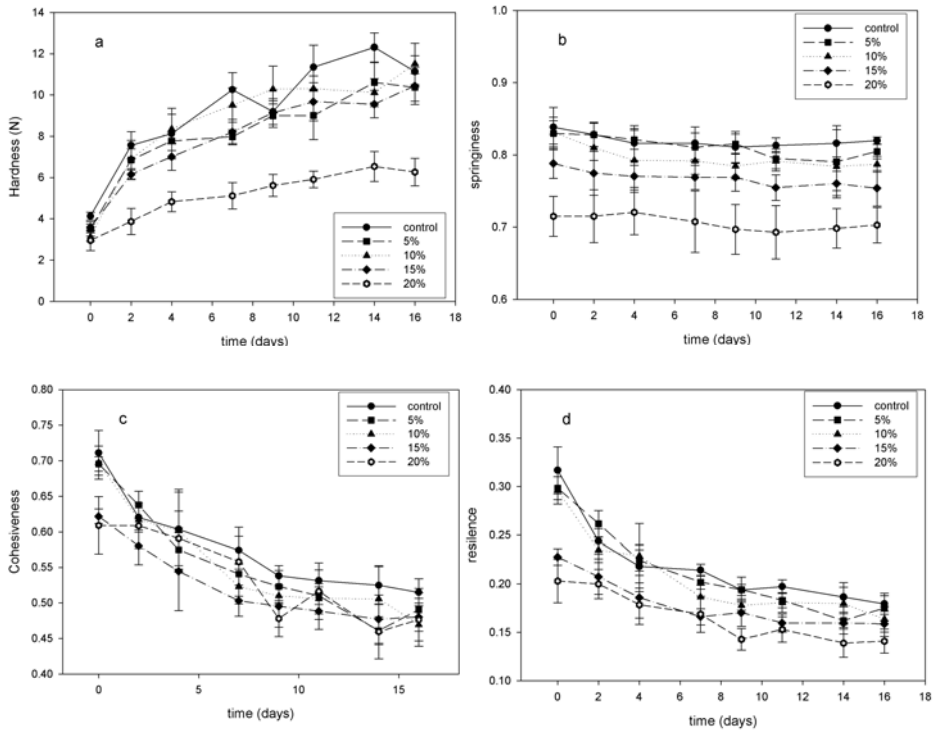 a
Hardness (N)
14
12
10
8
6
4
2
0
control
5%
10%
15%
20%
0 2 4 6 8 10 12 14 16 18
time (days)
b
springiness
1.0
0.9
0.8
0.7
0.6
control
5%
10%
15%
20%
0 2 4 6 8 10 12 14 16 18
time (days)
c
Cohesiveness
0.80
0.75
0.70
0.65
0.60
0.55
0.50
0.45
0.40
control
5%
10%
15%
20%
0 5 10 15
time (days)
d
resilence
0.40
0.35
0.30
0.25
0.20
0.15
0.10
control
5%
10%
15%
20%
0 2 4 6 8 10 12 14 16 18
time (days)